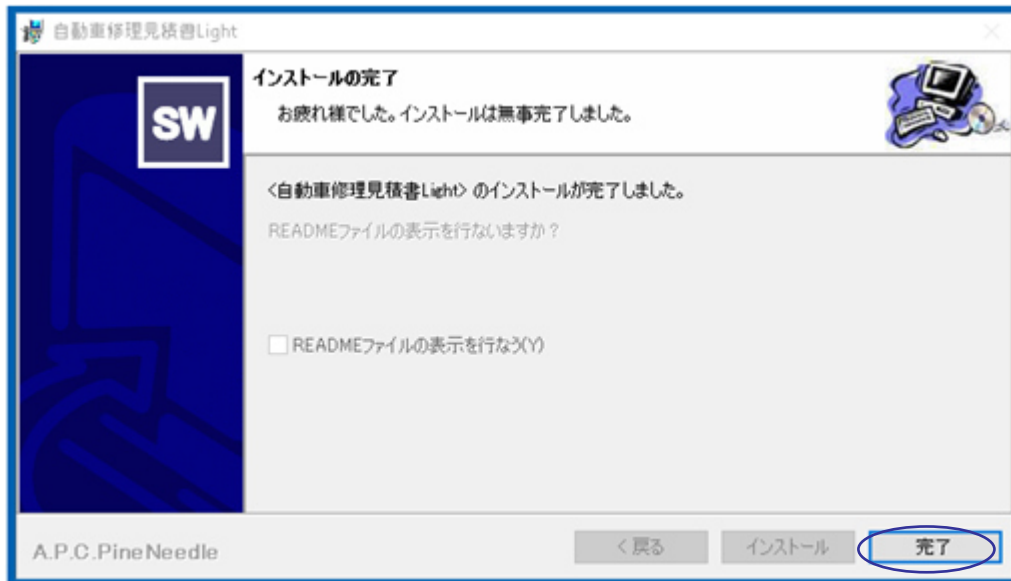 自動車修理見積書Light
SW
インストールの完了
お疲れ様でした。インストールは無事完了しました。
<自動車修理見積書Light> のインストールが完了しました。
READMEファイルの表示を行ないますか？
READMEファイルの表示を行なう(Y)
A.P.C.PineNeedle
< 戻る
インストール
完了